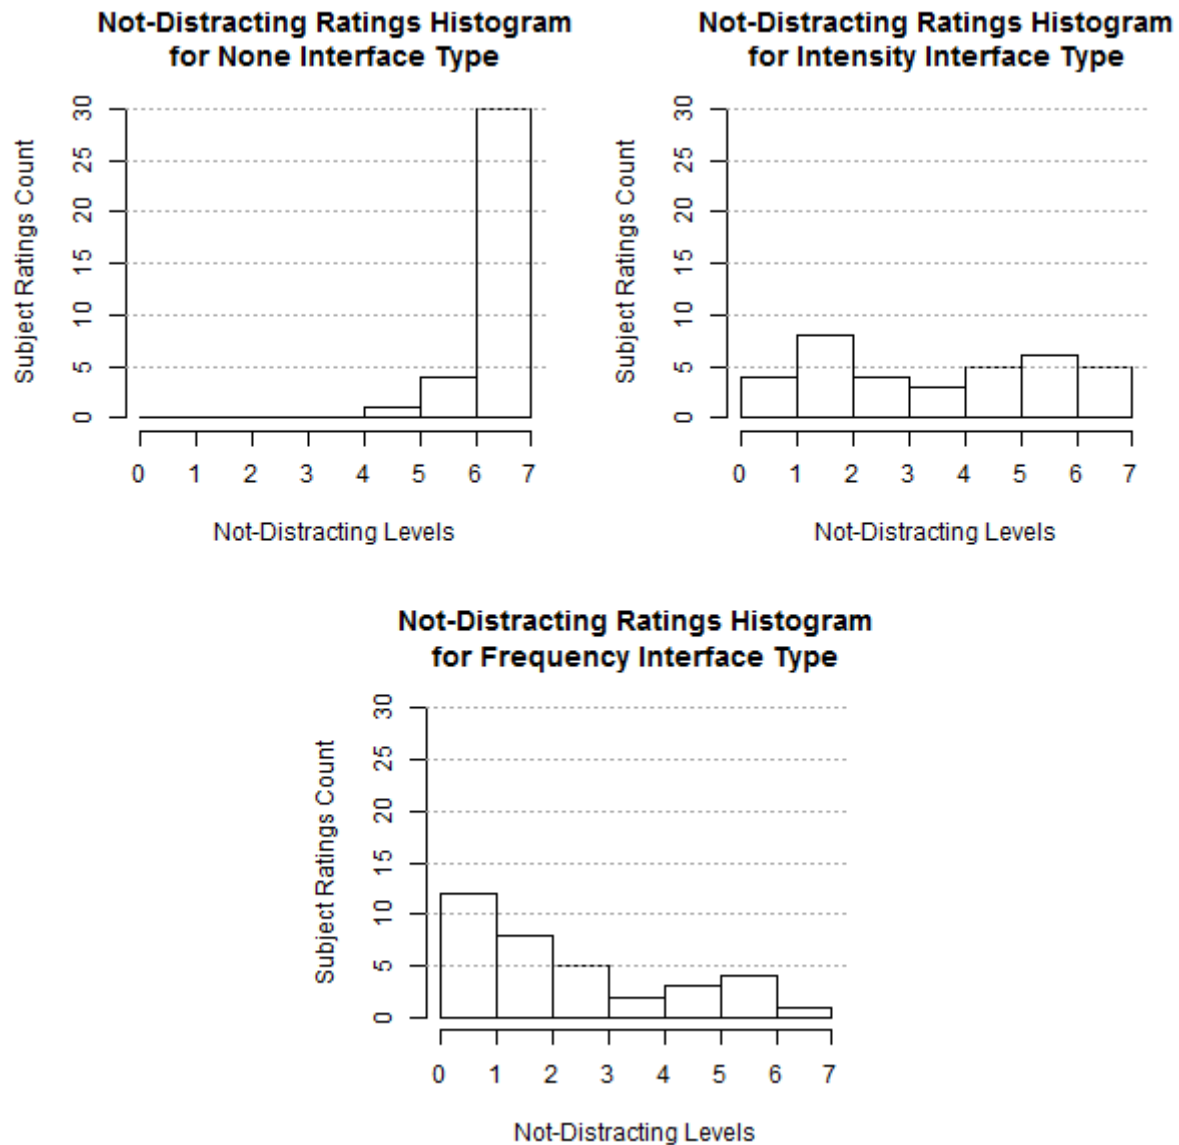 Not-Distracting Ratings Histogram
for None Interface Type
Subject Ratings Count
30
25
20
15
10
5
0
0 1 2 3 4 5 6 7
Not-Distracting Levels
Not-Distracting Ratings Histogram
for Intensity Interface Type
Subject Ratings Count
30
25
20
15
10
5
0
0 1 2 3 4 5 6 7
Not-Distracting Levels
Not-Distracting Ratings Histogram
for Frequency Interface Type
Subject Ratings Count
30
25
20
15
10
5
0
0 1 2 3 4 5 6 7
Not-Distracting Levels